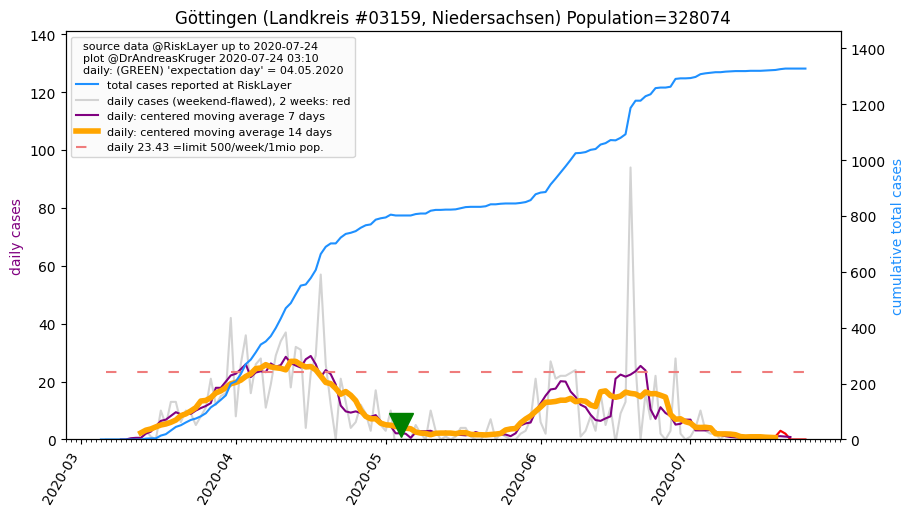 Göttingen (Landkreis #03159, Niedersachsen) Population=328074
source data @RiskLayer up to 2020-07-24
plot @DrAndreasKruger 2020-07-24 03:10
daily: (GREEN) 'expectation day' = 04.05.2020
total cases reported at RiskLayer
daily cases (weekend-flawed), 2 weeks: red
daily: centered moving average 7 days
daily: centered moving average 14 days
daily 23.43 =limit 500/week/1mio pop.
daily cases
140
120
100
80
60
40
20
0
1400
1200
1000
800
600
400
200
0
cumulative total cases
2020-03
2020-04
2020-05
2020-06
2020-07